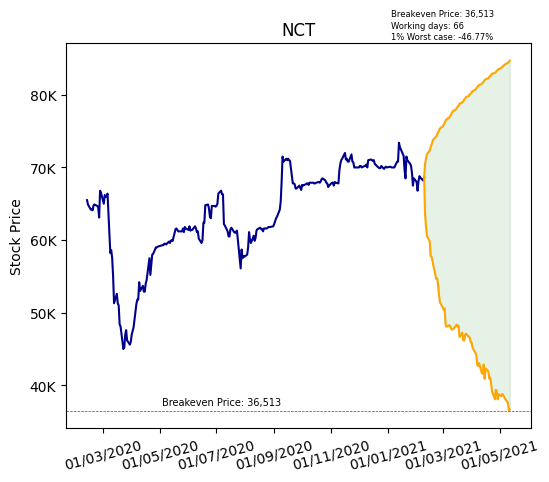 Breakeven Price: 36,513
Working days: 66
1% Worst case: -46.77%
NCT
Stock Price
80K
70K
60K
50K
40K
Breakeven Price: 36,513
01/03/2020
01/05/2020
01/07/2020
01/09/2020
01/11/2020
01/01/2021
01/03/2021
01/05/2021